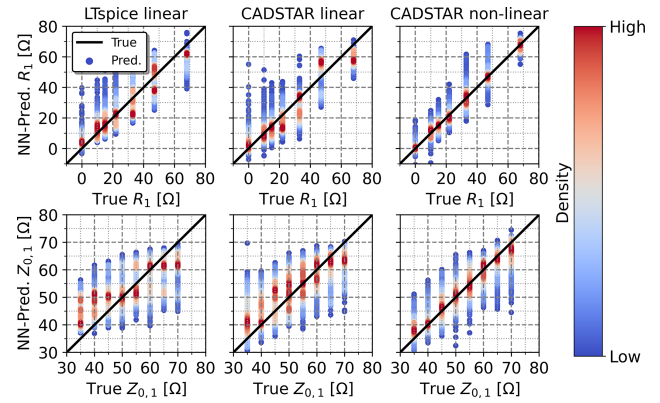 LTspice linear
CADSTAR linear
CADSTAR non-linear
NN-Pred. R1 [Ω]
80
60
40
20
0
True
Pred.
0 20 40 60 80
0 20 40 60 80
0 20 40 60 80
True R1 [Ω]
True R1 [Ω]
True R1 [Ω]
NN-Pred. Z0, 1 [Ω]
80
70
60
50
40
30
30 40 50 60 70 80
30 40 50 60 70 80
30 40 50 60 70 80
True Z0, 1 [Ω]
True Z0, 1 [Ω]
True Z0, 1 [Ω]
High
Density
Low